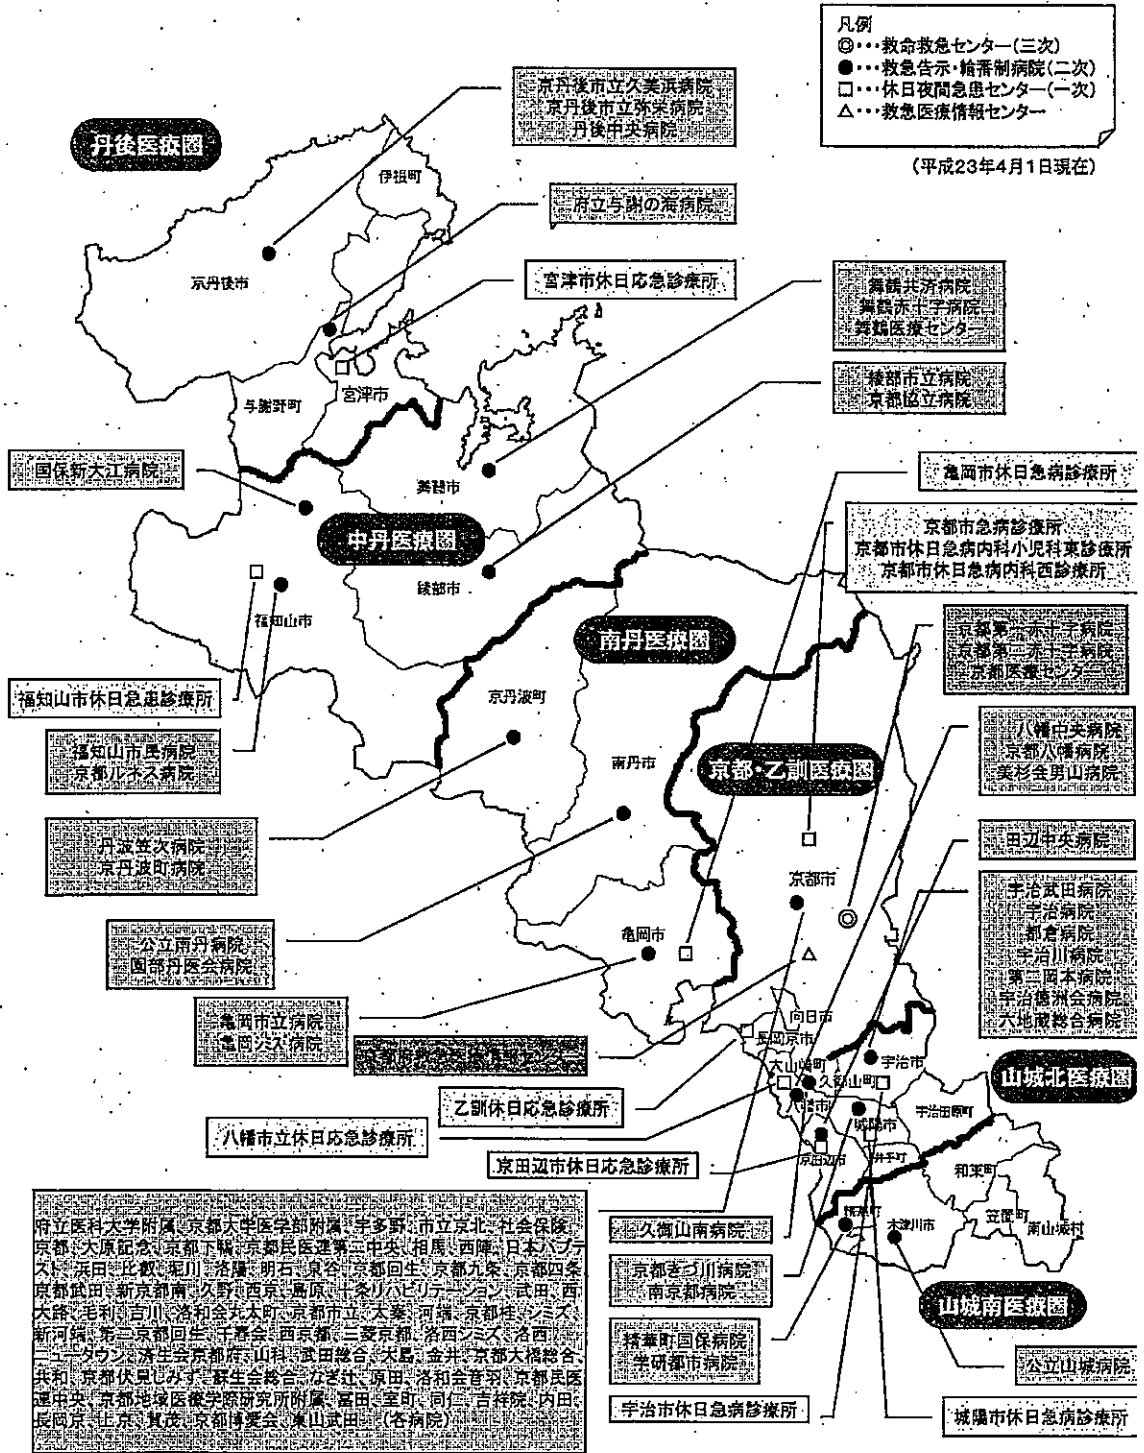 凡例
◎･･･救命救急センター(三次)
●･･･救急告示・輪番制病院(二次)
□･･･休日夜間急患センター(一次)
△･･･救急医療情報センター
(平成23年4月1日現在)
京丹後市立久美浜病院
京丹後市立弥栄病院
丹後中央病院
丹後医療圏
伊根町
府立与謝の海病院
京丹後市
宮津市休日応急診療所
舞鶴共済病院
舞鶴赤十字病院
舞鶴医療センター
綾部市立病院
京都協立病院
与謝野町
宮津市
国保新大江病院
舞鶴市
亀岡市休日急病診療所
中丹医療圏
京都市急病診療所
京都市休日急病内科小児科東診療所
京都市休日急病内科西診療所
綾部市
福知山市
南丹医療圏
京都第一赤十字病院
京都第二赤十字病院
京都医療センター
福知山市休日急患診療所
京丹波町
福知山市民病院
京都ルネス病院
南丹市
京都・乙訓医療圏
八幡中央病院
京都八幡病院
美杉会男山病院
丹波笠次病院
京丹波町病院
田辺中央病院
京都市
宇治武田病院
宇治病院
都倉病院
宇治川病院
第二岡本病院
宇治徳洲会病院
六地蔵総合病院
公立南丹病院
園部丹医会病院
亀岡市
亀岡市立病院
亀岡シミズ病院
京都府救急医療情報センター
向日市
長岡京市
大山崎町
久御山町
宇治市
山城北医療圏
乙訓休日応急診療所
八幡市
城陽市
宇治田原町
八幡市立休日応急診療所
京田辺市休日応急診療所
京田辺市
井手町
和束町
精華町
木津川市
笠置町
南山城村
府立医科大学附属、京都大学医学部附属、宇多野、市立京北、社会保険
京都、大原記念、京都下鴨、京都民医連第二中央、相馬、西陣、日本バプテ
スト、浜田、比叡、堀川、洛陽、明石、泉谷、京都回生、京都九条、京都四条
京都武田、新京都南、久野、西京、島原、十条リハビリテーション、武田、西
大路、毛利、吉川、洛和会丸太町、京都市立、太秦、河端、京都桂、シミズ、
新河端、第二京都回生、千春会、西京都、三菱京都、洛西シミズ、洛西
ニュータウン、済生会京都府、山科、武田総合、大島、金井、京都大橋総合、
共和、京都伏見しみず、蘇生会総合、なぎ辻、原田、洛和会音羽、京都民医
連中央、京都地域医療学際研究所附属、冨田、室町、同仁、吉祥院、内田、
長岡京、上京、賀茂、京都博愛会、東山武田 (各病院)
久御山南病院
京都きづ川病院
南京都病院
精華町国保病院
学研都市病院
宇治市休日急病診療所
山城南医療圏
公立山城病院
城陽市休日急病診療所